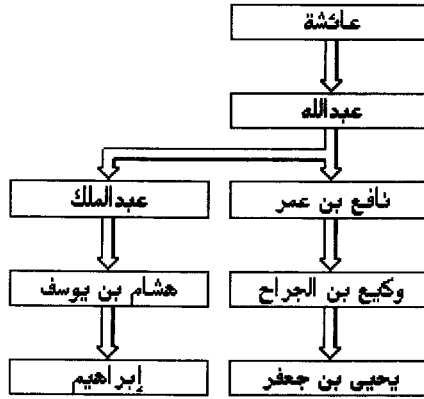 عائشة
عبدالله
نافع بن عمر
عبدالملك
وكيع بن الجراح
هشام بن يوسف
يحيى بن جعفر
إبراهيم